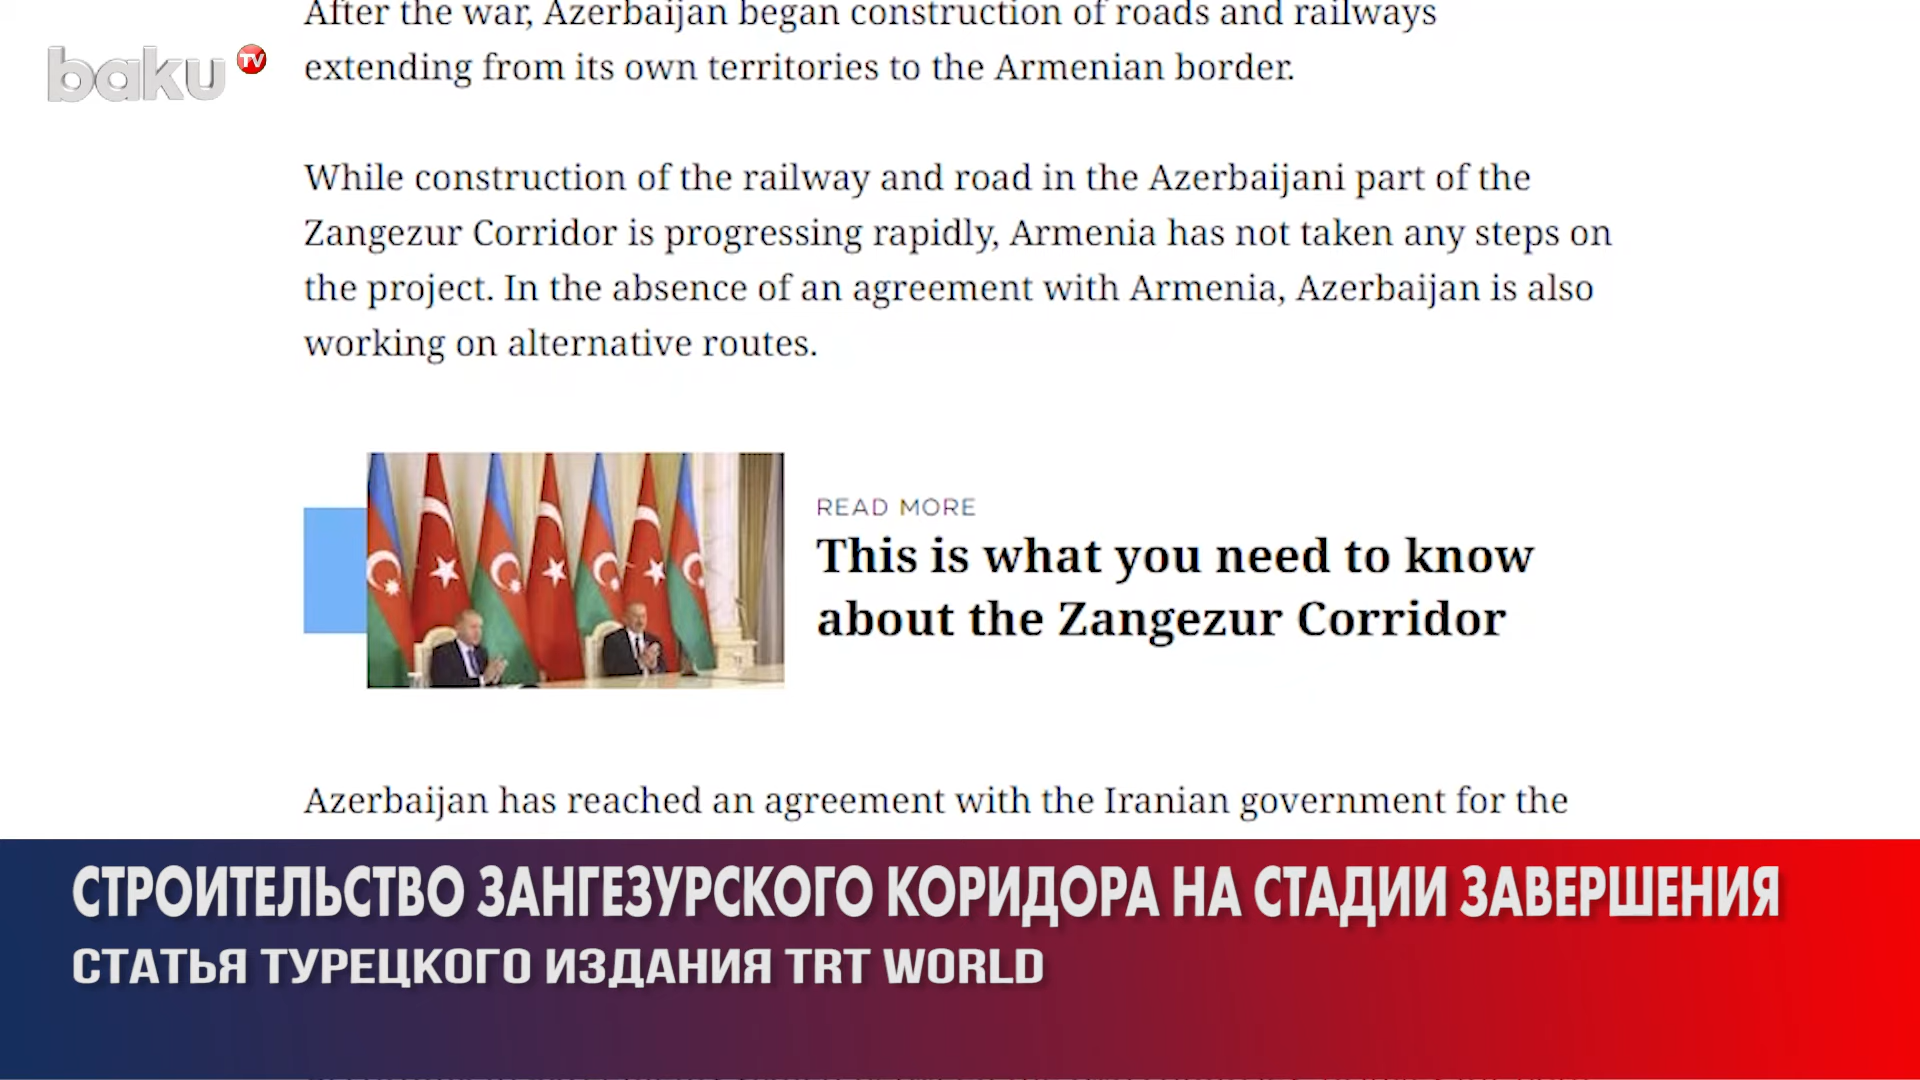 After the war, Azerbaijan began construction of roads and railways
extending from its own territories to the Armenian border.
baku TV
While construction of the railway and road in the Azerbaijani part of the
Zangezur Corridor is progressing rapidly, Armenia has not taken any steps on
the project. In the absence of an agreement with Armenia, Azerbaijan is also
working on alternative routes.
READ MORE
This is what you need to know
about the Zangezur Corridor
Azerbaijan has reached an agreement with the Iranian government for the
СТРОИТЕЛЬСТВО ЗАНГЕЗУРСКОГО КОРИДОРА НА СТАДИИ ЗАВЕРШЕНИЯ
СТАТЬЯ ТУРЕЦКОГО ИЗДАНИЯ TRT WORLD